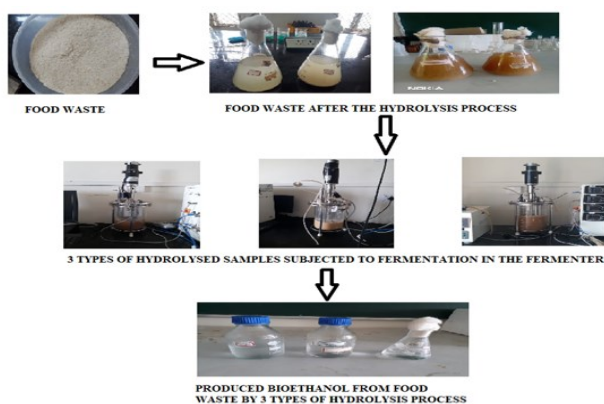 FOOD WASTE
FOOD WASTE AFTER THE HYDROLYSIS PROCESS
3 TYPES OF HYDROLYSED SAMPLES SUBJECTED TO FERMENTATION IN THE FERMENTER
PRODUCED BIOETHANOL FROM FOOD
WASTE BY 3 TYPES OF HYDROLYSIS PROCESS